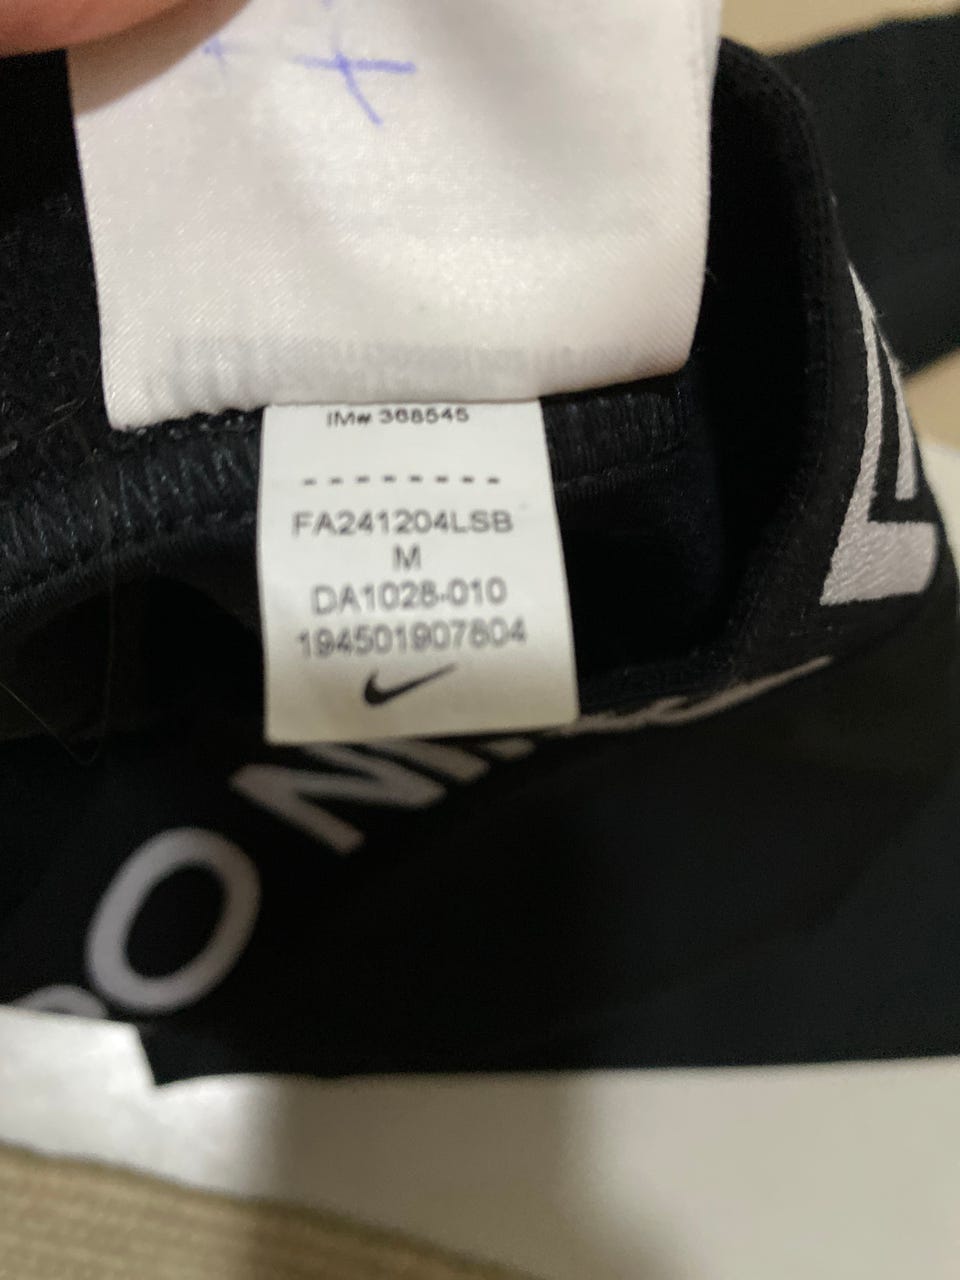 IM# 368545
--------
FA241204LSB
M
DA1028-010
194501907804